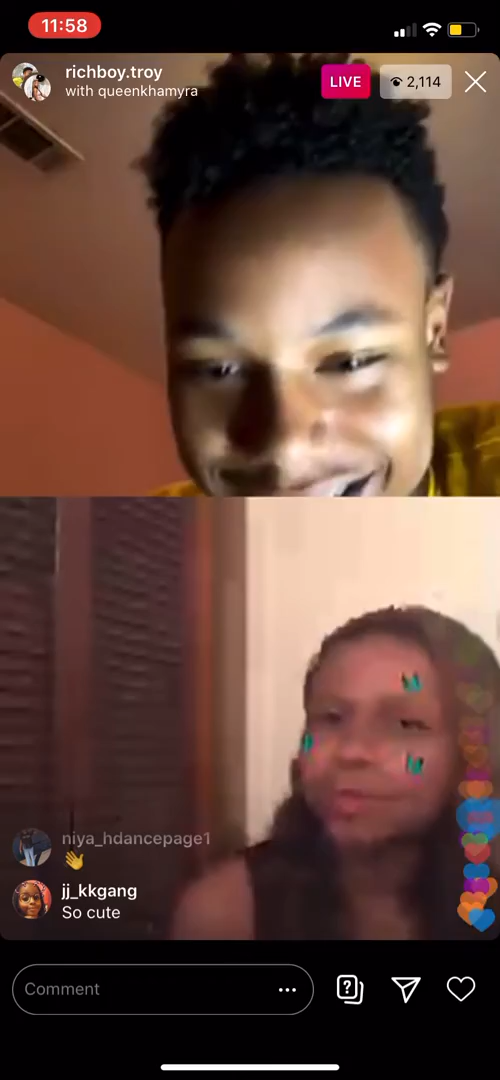 11:58
richboy.troy
with queenkhamyra
LIVE
2,114
niya_hdancepage1
👋
jj_kkgang
So cute
Comment